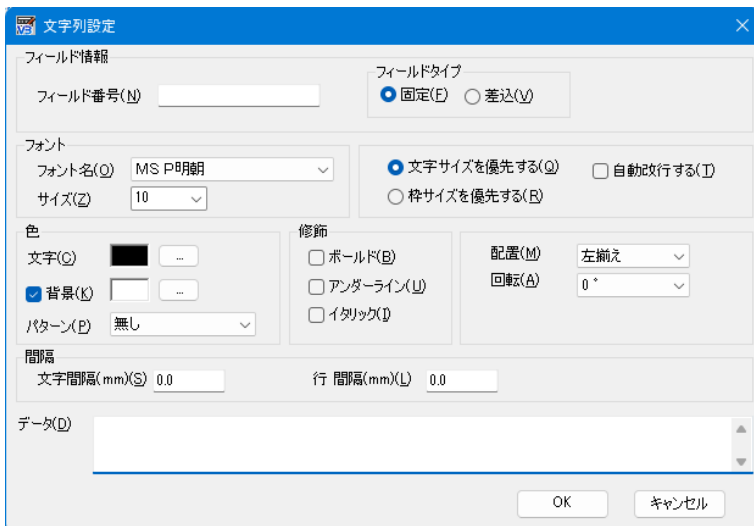 文字列設定
フィールド情報
フィールド番号(N)
フィールドタイプ
固定(F) 差込(V)
フォント
フォント名(O) MS P明朝
サイズ(Z) 10
文字サイズを優先する(Q) 自動改行する(T)
枠サイズを優先する(R)
色
文字(C) ...
背景(K) ...
パターン(P) 無し
修飾
ボールド(B)
アンダーライン(U)
イタリック(I)
配置(M) 左揃え
回転(A) 0°
間隔
文字間隔(mm)(S) 0.0 行 間隔(mm)(L) 0.0
データ(D)
OK キャンセル